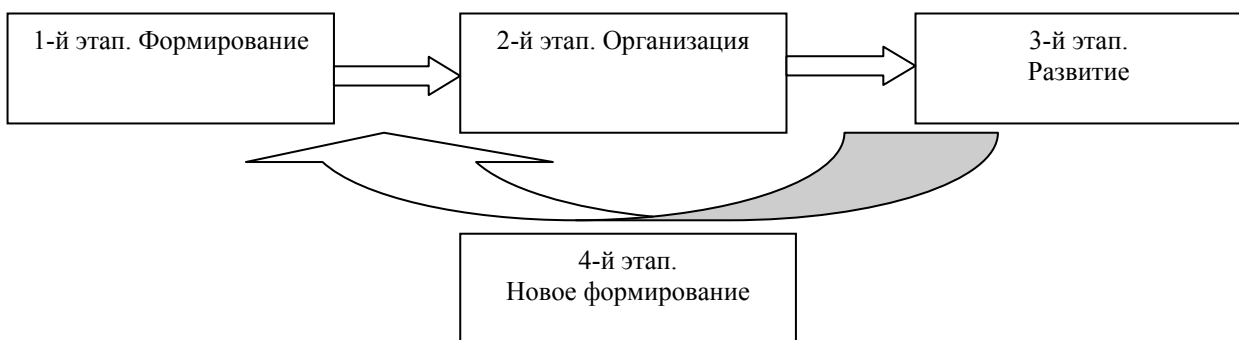 1-й этап. Формирование
2-й этап. Организация
3-й этап.
Развитие
4-й этап.
Новое формирование